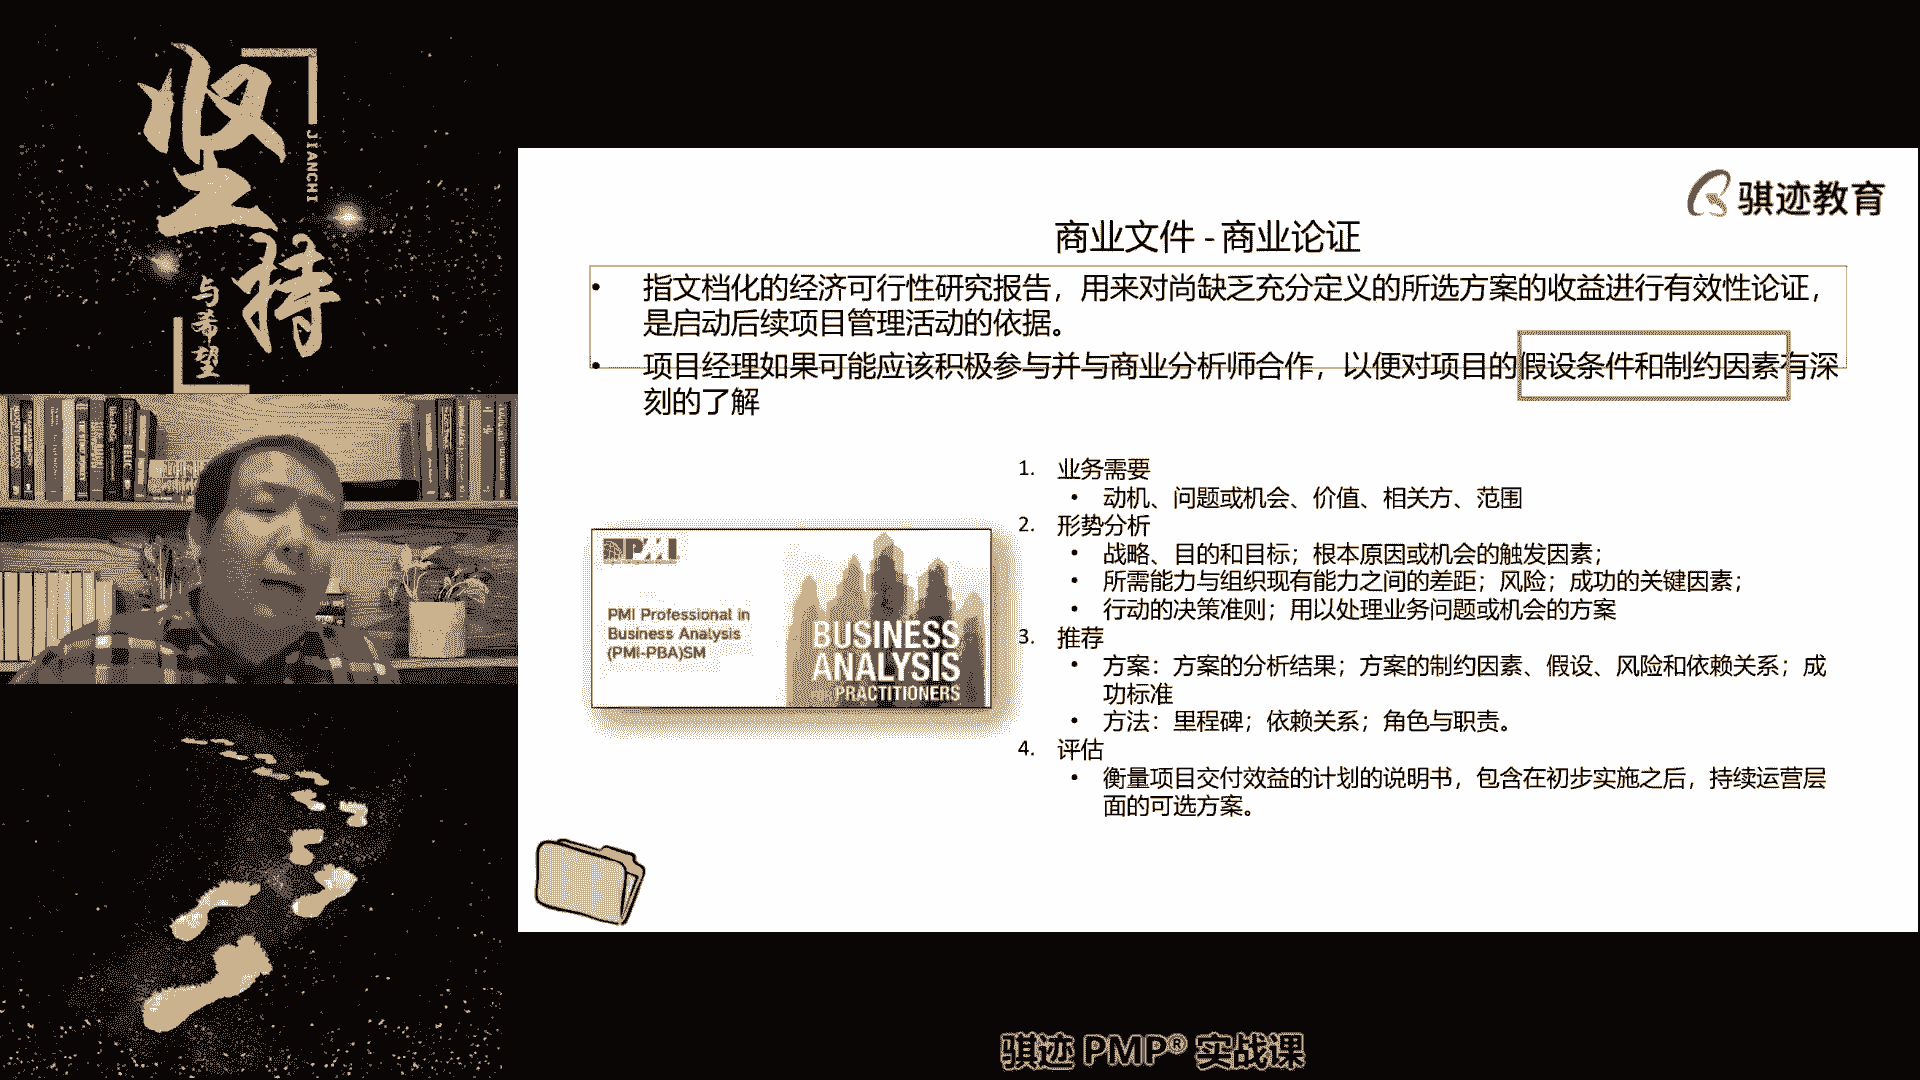 坚持
JIANCHI
与希望
骐迹教育
商业文件 - 商业论证
• 指文档化的经济可行性研究报告，用来对尚缺乏充分定义的所选方案的收益进行有效性论证，
是启动后续项目管理活动的依据。
• 项目经理如果可能应该积极参与并与商业分析师合作，以便对项目的假设条件和制约因素有深
刻的了解
1. 业务需要
• 动机、问题或机会、价值、相关方、范围
2. 形势分析
• 战略、目的和目标；根本原因或机会的触发因素；
• 所需能力与组织现有能力之间的差距；风险；成功的关键因素；
• 行动的决策准则；用以处理业务问题或机会的方案
3. 推荐
• 方案：方案的分析结果；方案的制约因素、假设、风险和依赖关系；成
功标准
• 方法：里程碑；依赖关系；角色与职责。
4. 评估
• 衡量项目交付效益的计划的说明书，包含在初步实施之后，持续运营层
面的可选方案。
PMI
PMI Professional in
Business Analysis
(PMI-PBA)SM
BUSINESS
ANALYSIS
PRACTITIONERS
骐迹 PMP® 实战课